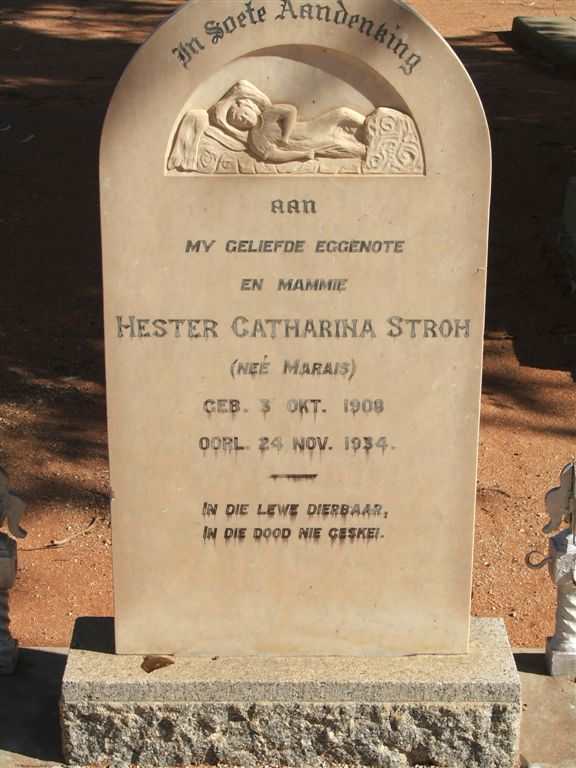 In Soete Aandenking
AAN
MY GELIEFDE EGGENOTE
EN MAMMIE
HESTER CATHARINA STROH
(NEÉ MARAIS)
GEB. 3 OKT. 1908
OORL. 24 NOV. 1934.
IN DIE LEWE DIERBAAR,
IN DIE DOOD NIE GESKEI.